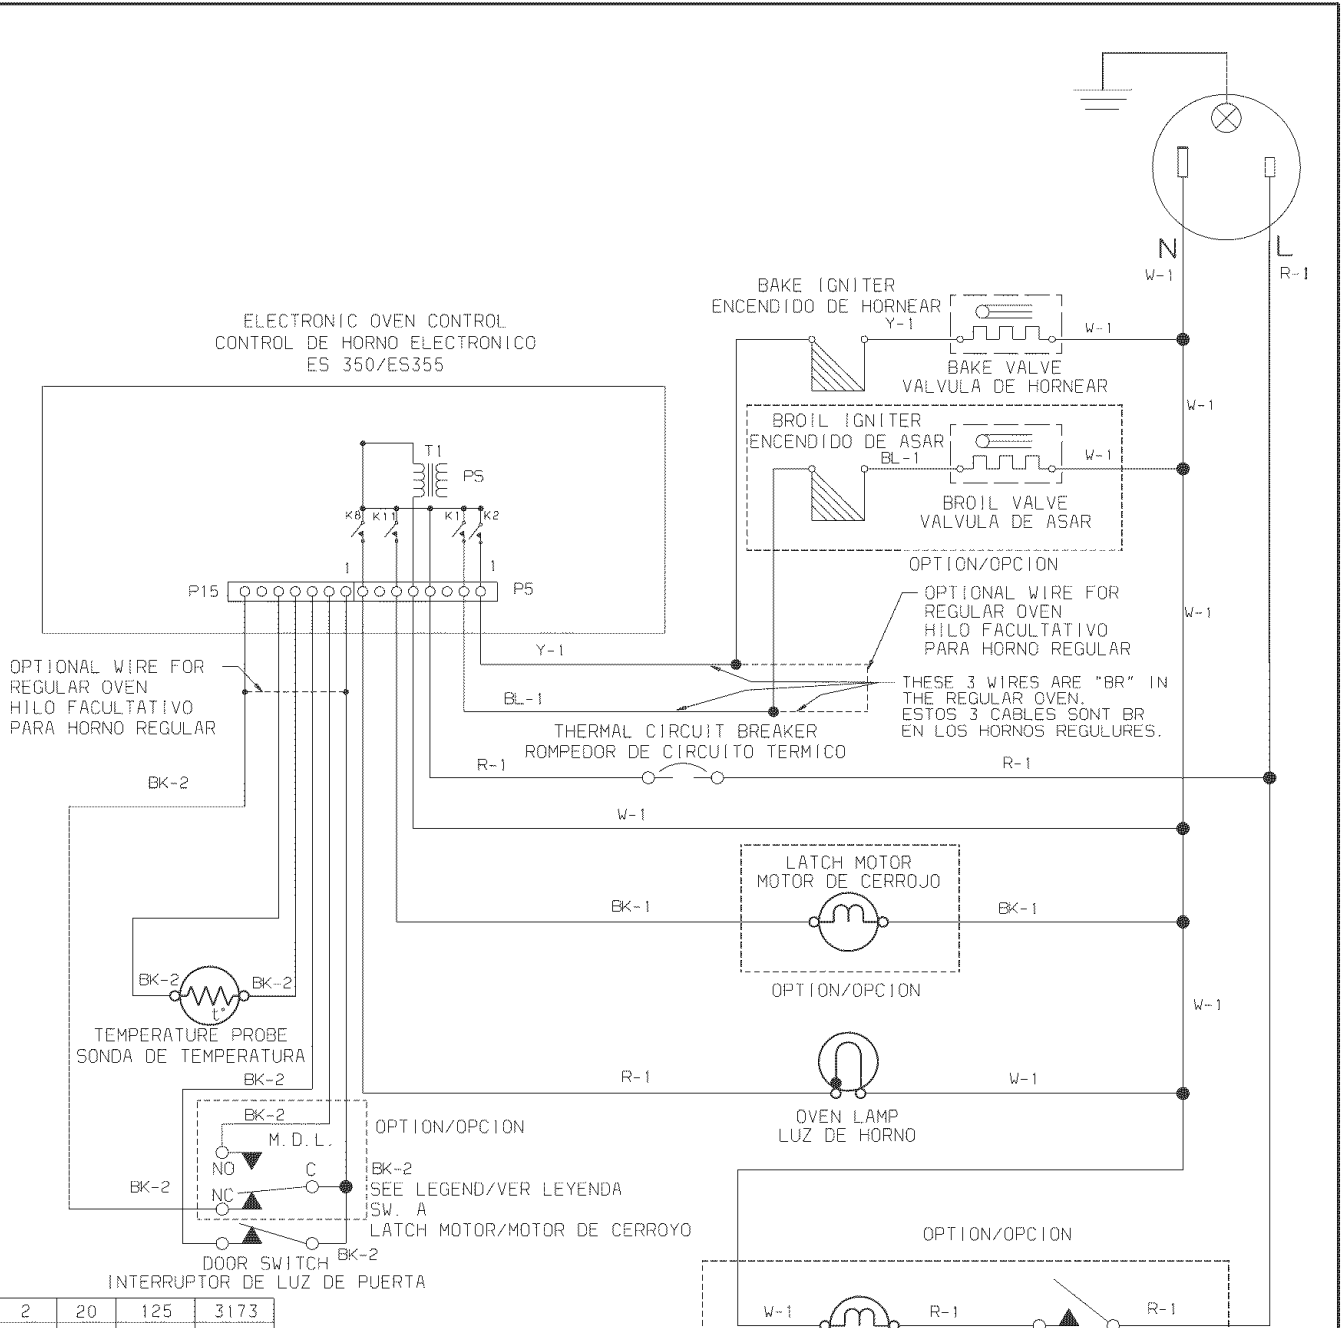 N
L
W-1
R-1
BAKE IGNITER
ENCENDIDO DE HORNEAR
Y-1
W-1
BAKE VALVE
VALVULA DE HORNEAR
W-1
ELECTRONIC OVEN CONTROL
CONTROL DE HORNO ELECTRONICO
ES 350/ES355
BROIL IGNITER
ENCENDIDO DE ASAR
BL-1
W-1
BROIL VALVE
VALVULA DE ASAR
OPTION/OPCION
T1
PS
K8
K11
K1
K2
1
1
P15
P5
OPTIONAL WIRE FOR
REGULAR OVEN
HILO FACULTATIVO
PARA HORNO REGULAR
W-1
Y-1
OPTIONAL WIRE FOR
REGULAR OVEN
HILO FACULTATIVO
PARA HORNO REGULAR
THESE 3 WIRES ARE "BR" IN
THE REGULAR OVEN.
ESTOS 3 CABLES SONT BR
EN LOS HORNOS REGULURES.
BL-1
THERMAL CIRCUIT BREAKER
ROMPEDOR DE CIRCUITO TERMICO
R-1
R-1
BK-2
W-1
LATCH MOTOR
MOTOR DE CERROJO
BK-1
BK-1
OPTION/OPCION
BK-2
BK-2
t°
TEMPERATURE PROBE
SONDA DE TEMPERATURA
W-1
BK-2
R-1
W-1
OVEN LAMP
LUZ DE HORNO
BK-2
OPTION/OPCION
M.D.L.
NO
C
BK-2
BK-2
NC
SEE LEGEND/VER LEYENDA
SW. A
LATCH MOTOR/MOTOR DE CERROYO
BK-2
DOOR SWITCH
INTERRUPTOR DE LUZ DE PUERTA
OPTION/OPCION
2 20 125 3173
W-1
R-1
R-1